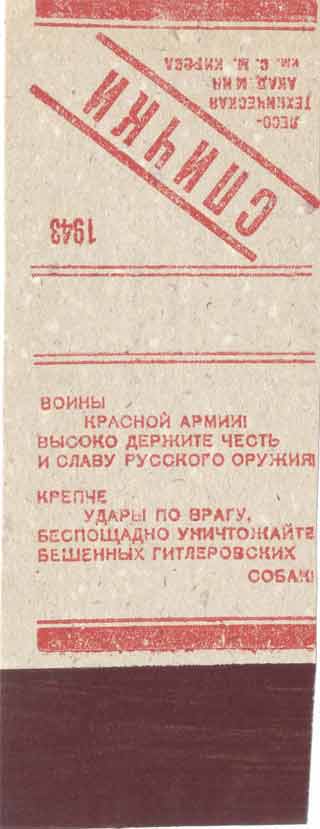 ЛЕСО-
ТЕХНИЧЕСКАЯ
АКАДЕМИЯ
им. С. М. КИРОВА
СПИЧКИ
1943
ВОИНЫ
КРАСНОЙ АРМИИ!
ВЫСОКО ДЕРЖИТЕ ЧЕСТЬ
И СЛАВУ РУССКОГО ОРУЖИЯ!
КРЕПЧЕ
УДАРЫ ПО ВРАГУ,
БЕСПОЩАДНО УНИЧТОЖАЙТЕ
БЕШЕННЫХ ГИТЛЕРОВСКИХ
СОБАК!